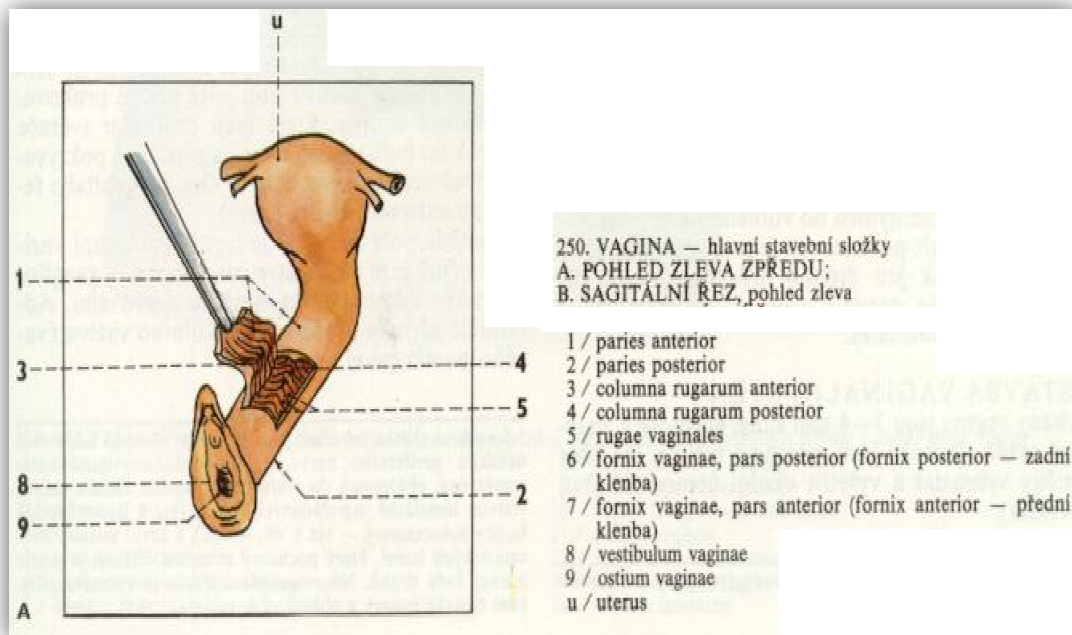 u
1
3
4
5
8
2
9
A
250. VAGINA — hlavní stavební složky
A. POHLED ZLEVA ZPŘEDU;
B. SAGITÁLNÍ ŘEZ, pohled zleva
1 / paries anterior
2 / paries posterior
3 / columna rugarum anterior
4 / columna rugarum posterior
5 / rugae vaginales
6 / fornix vaginae, pars posterior (fornix posterior — zadní
klenba)
7 / fornix vaginae, pars anterior (fornix anterior — přední
klenba)
8 / vestibulum vaginae
9 / ostium vaginae
u / uterus